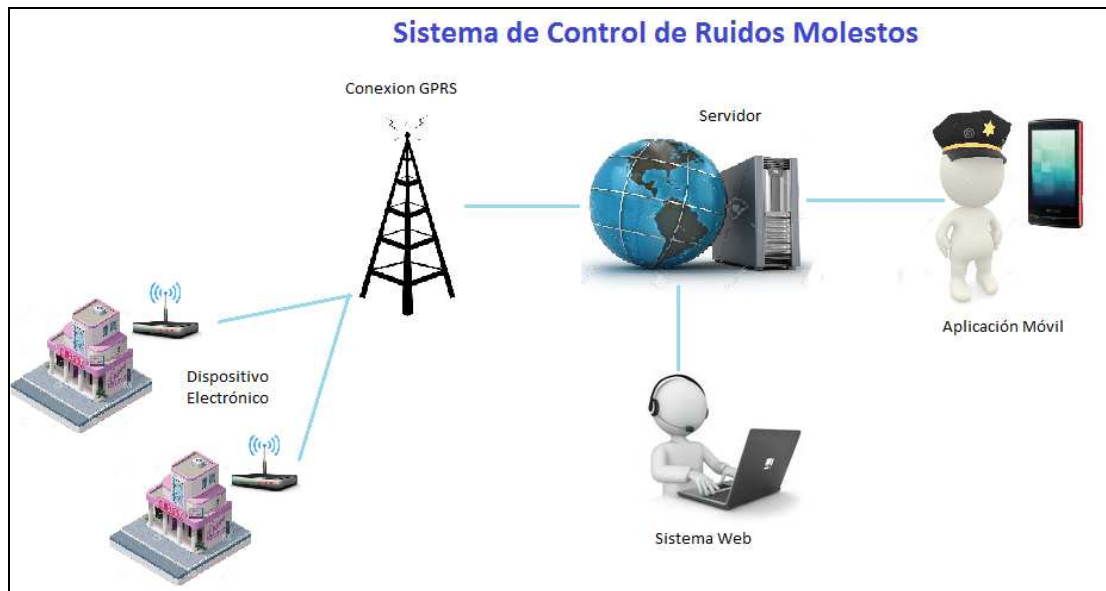 Sistema de Control de Ruidos Molestos
Conexion GPRS
Servidor
Aplicación Móvil
Dispositivo
Electrónico
Sistema Web